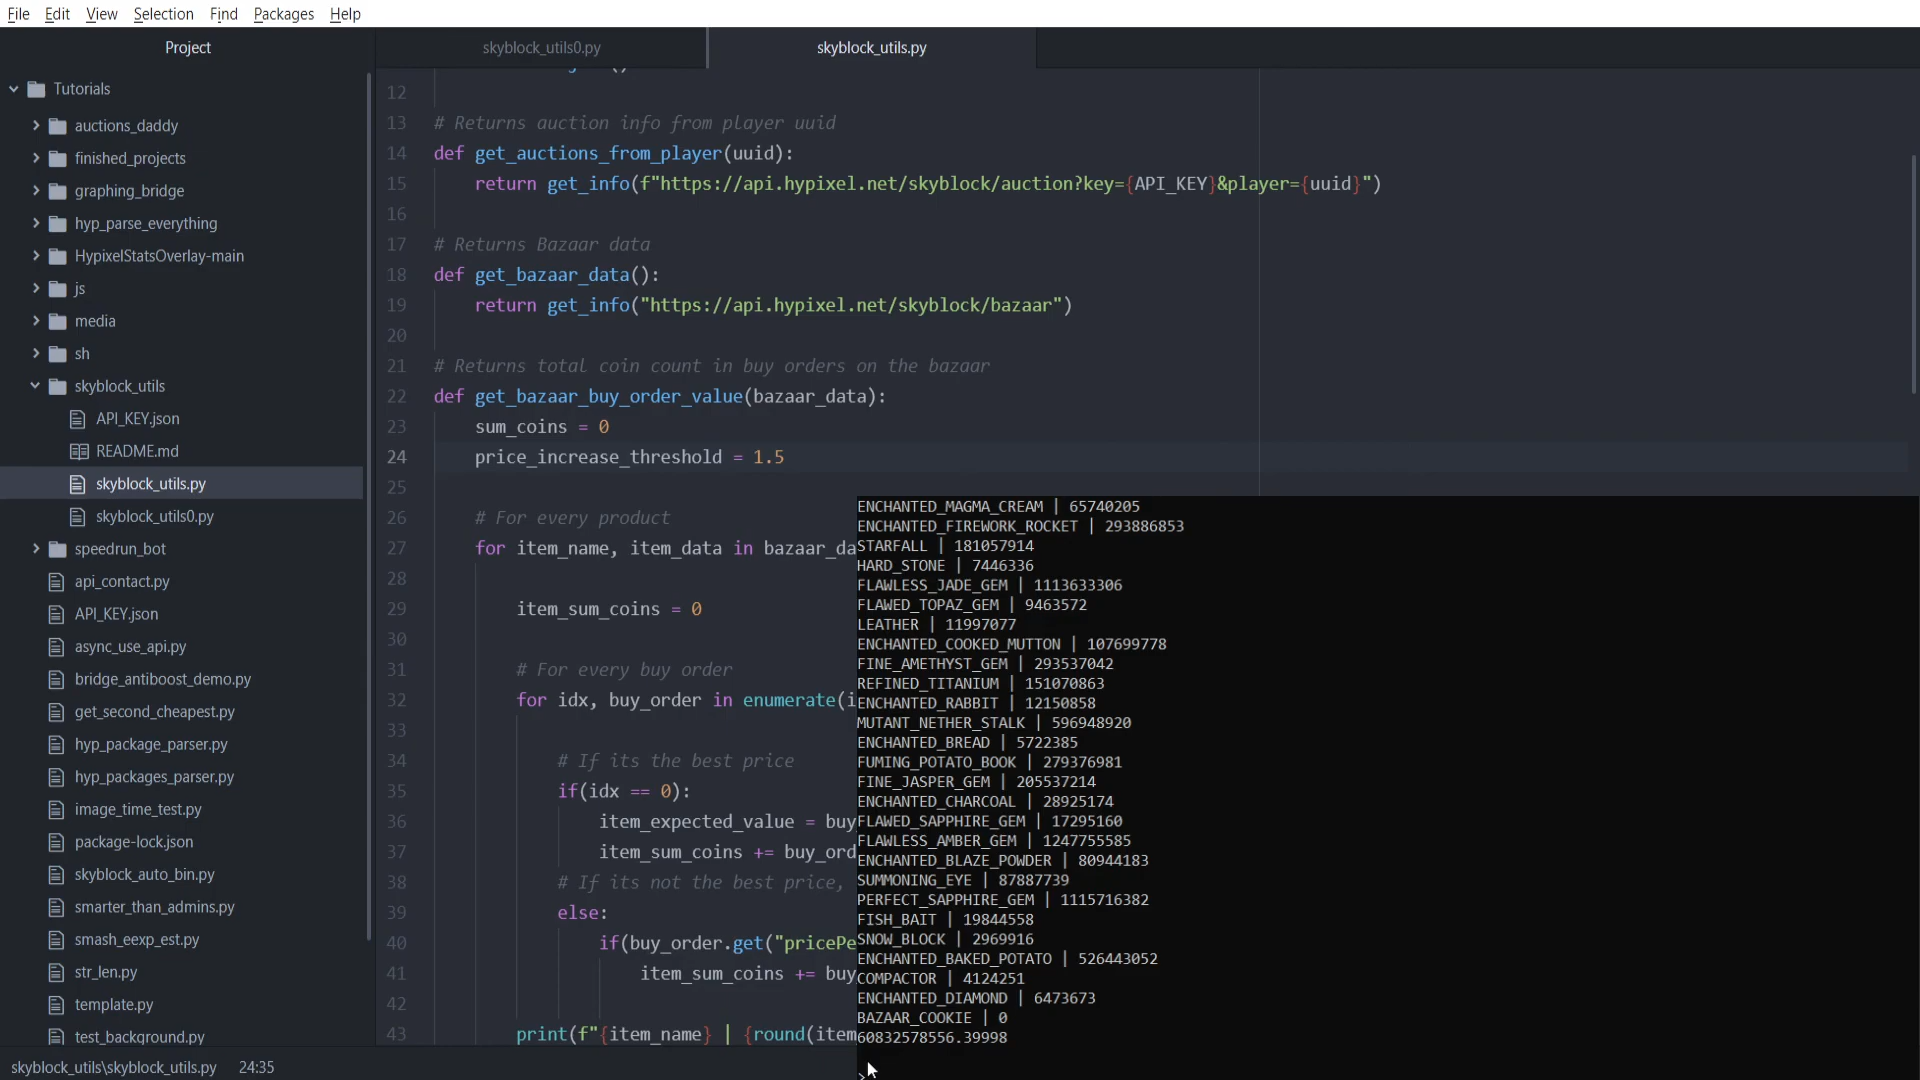 File Edit View Selection Find Packages Help
Project
skyblock_utils0.py
skyblock_utils.py
Tutorials
auctions_daddy
finished_projects
graphing_bridge
hyp_parse_everything
HypixelStatsOverlay-main
js
media
sh
skyblock_utils
API_KEY.json
README.md
skyblock_utils.py
skyblock_utils0.py
speedrun_bot
api_contact.py
API_KEY.json
async_use_api.py
bridge_antiboost_demo.py
get_second_cheapest.py
hyp_package_parser.py
hyp_packages_parser.py
image_time_test.py
package-lock.json
skyblock_auto_bin.py
smarter_than_admins.py
smash_eexp_est.py
str_len.py
template.py
test_background.py
12
13 # Returns auction info from player uuid
14 def get_auctions_from_player(uuid):
15 return get_info(f"https://api.hypixel.net/skyblock/auction?key={API_KEY}&player={uuid}")
16
17 # Returns Bazaar data
18 def get_bazaar_data():
19 return get_info("https://api.hypixel.net/skyblock/bazaar")
20
21 # Returns total coin count in buy orders on the bazaar
22 def get_bazaar_buy_order_value(bazaar_data):
23 sum_coins = 0
24 price_increase_threshold = 1.5
25
26 # For every product
27 for item_name, item_data in bazaar_da
28
29 item_sum_coins = 0
30
31 # For every buy order
32 for idx, buy_order in enumerate(i
33
34 # If its the best price
35 if(idx == 0):
36 item_expected_value = buy
37 item_sum_coins += buy_ord
38 # If its not the best price,
39 else:
40 if(buy_order.get("pricePe
41 item_sum_coins += buy
42
43 print(f"{item_name} | {round(item
ENCHANTED_MAGMA_CREAM | 65740205
ENCHANTED_FIREWORK_ROCKET | 293886853
STARFALL | 181057914
HARD_STONE | 7446336
FLAWLESS_JADE_GEM | 1113633306
FLAWED_TOPAZ_GEM | 9463572
LEATHER | 11997077
ENCHANTED_COOKED_MUTTON | 107699778
FINE_AMETHYST_GEM | 293537042
REFINED_TITANIUM | 151070863
ENCHANTED_RABBIT | 12150858
MUTANT_NETHER_STALK | 596948920
ENCHANTED_BREAD | 5722385
FUMING_POTATO_BOOK | 279376981
FINE_JASPER_GEM | 205537214
ENCHANTED_CHARCOAL | 28925174
FLAWED_SAPPHIRE_GEM | 17295160
FLAWLESS_AMBER_GEM | 1247755585
ENCHANTED_BLAZE_POWDER | 80944183
SUMMONING_EYE | 87887739
PERFECT_SAPPHIRE_GEM | 1115716382
FISH_BAIT | 19844558
SNOW_BLOCK | 2969916
ENCHANTED_BAKED_POTATO | 526443052
COMPACTOR | 4124251
ENCHANTED_DIAMOND | 6473673
BAZAAR_COOKIE | 0
60832578556.39998
skyblock_utils\skyblock_utils.py 24:35